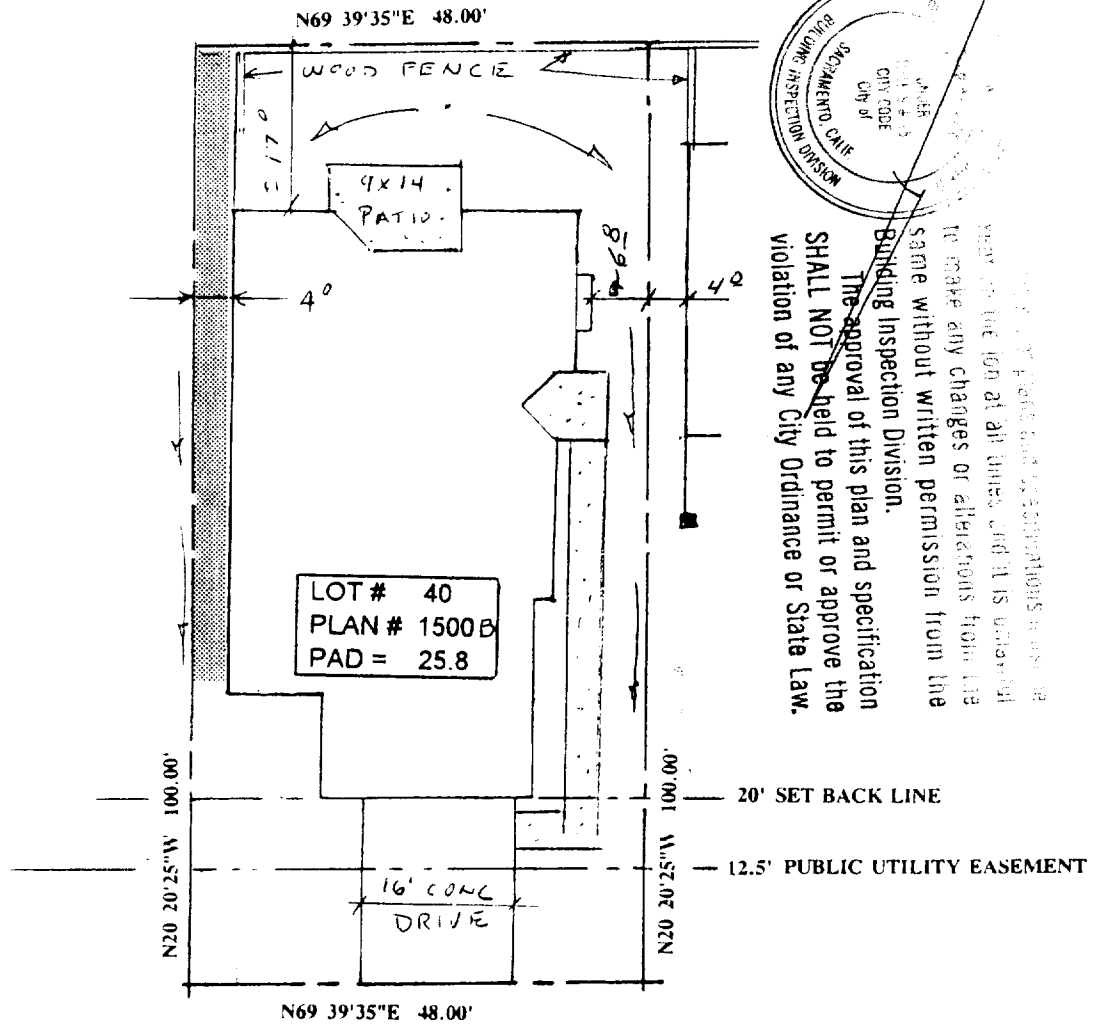 N69 39'35"E 48.00'
WOOD FENCE
BUILDING INSPECTION DIVISION
SACRAMENTO, CALIF.
City of
CITY CODE
± 17⁰
9x14
PATIO
4⁰
4⁰
to make any changes or alterations from the
same without written permission from the
Building Inspection Division.
The approval of this plan and specification
SHALL NOT be held to permit or approve the
violation of any City Ordinance or State Law.
LOT # 40
PLAN # 1500B
PAD = 25.8
N20 20'25"W 100.00'
N20 20'25"W 100.00'
20' SET BACK LINE
12.5' PUBLIC UTILITY EASEMENT
16' CONC
DRIVE
N69 39'35"E 48.00'